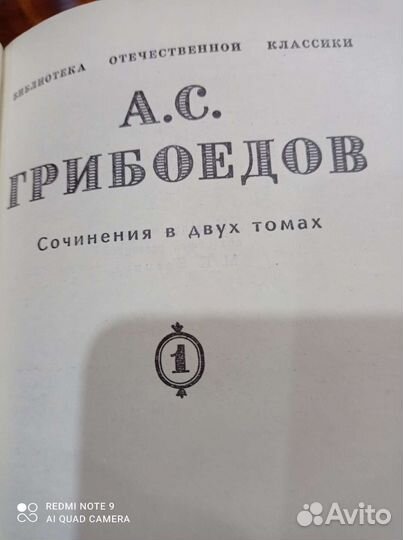 БИБЛИОТЕКА ОТЕЧЕСТВЕННОЙ КЛАССИКИ
А.С.
ГРИБОЕДОВ
Сочинения в двух томах
1
REDMI NOTE 9
AI QUAD CAMERA
Avito